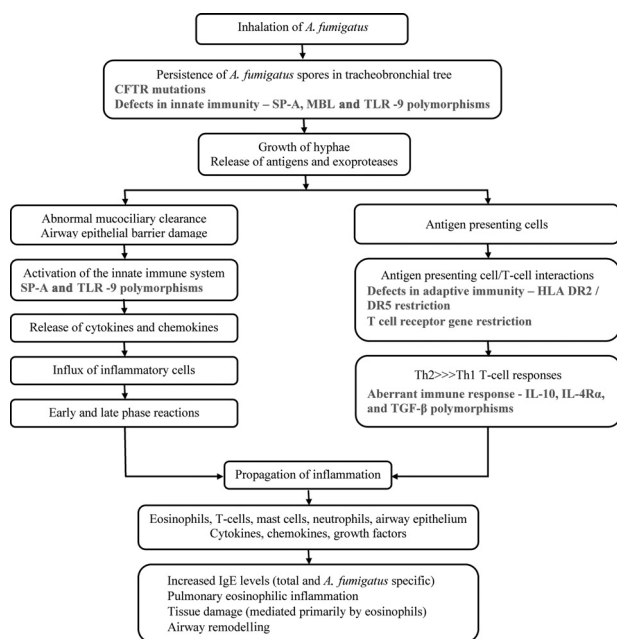 Inhalation of A. fumigatus
Persistence of A. fumigatus spores in tracheobronchial tree
CFTR mutations
Defects in innate immunity – SP-A, MBL and TLR -9 polymorphisms
Growth of hyphae
Release of antigens and exoproteases
Abnormal mucociliary clearance
Airway epithelial barrier damage
Activation of the innate immune system
SP-A and TLR -9 polymorphisms
Release of cytokines and chemokines
Influx of inflammatory cells
Early and late phase reactions
Antigen presenting cells
Antigen presenting cell/T-cell interactions
Defects in adaptive immunity – HLA DR2 /
DR5 restriction
T cell receptor gene restriction
Th2>>>Th1 T-cell responses
Aberrant immune response - IL-10, IL-4Rα,
and TGF-β polymorphisms
Propagation of inflammation
Eosinophils, T-cells, mast cells, neutrophils, airway epithelium
Cytokines, chemokines, growth factors
Increased IgE levels (total and A. fumigatus specific)
Pulmonary eosinophilic inflammation
Tissue damage (mediated primarily by eosinophils)
Airway remodelling